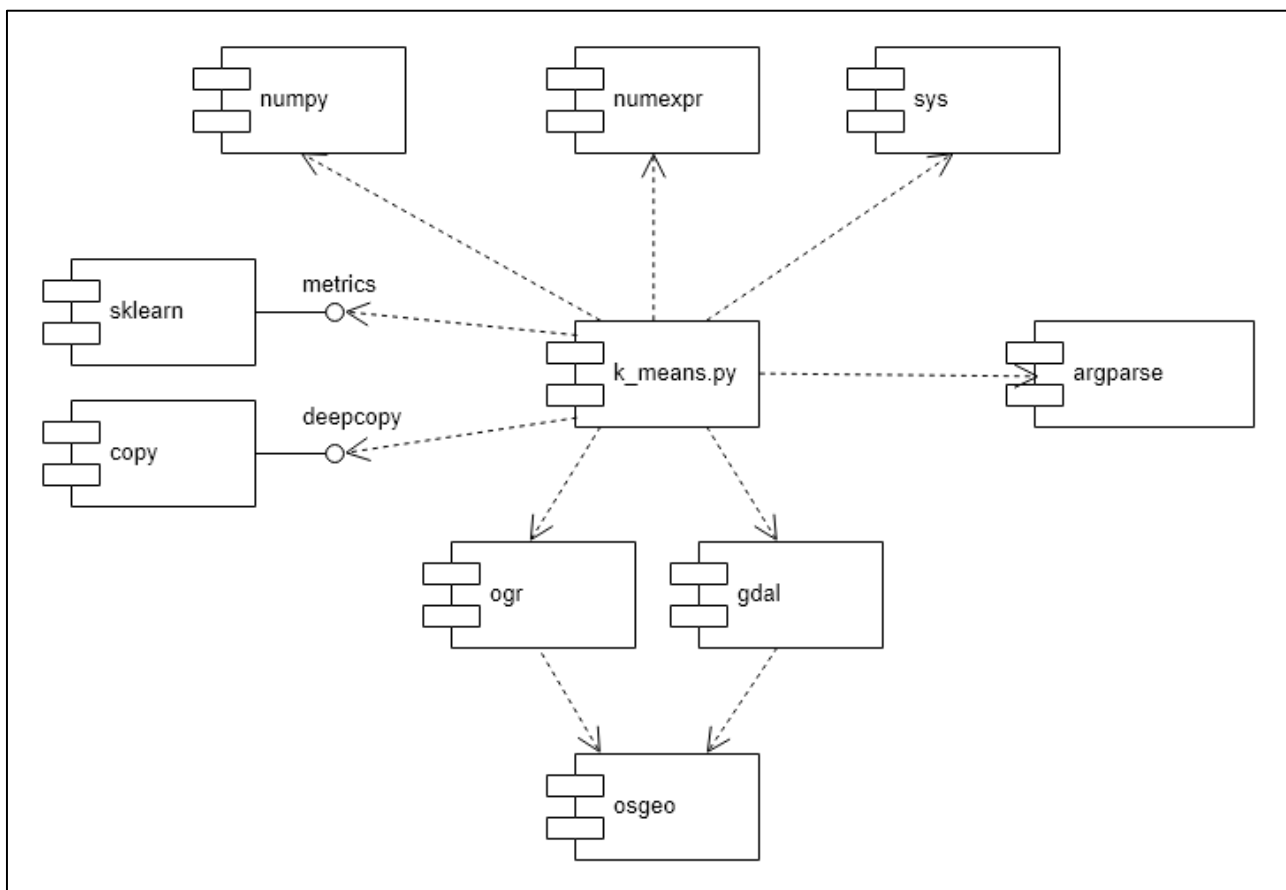 numpy
numexpr
sys
metrics
sklearn
k_means.py
argparse
deepcopy
copy
ogr
gdal
osgeo